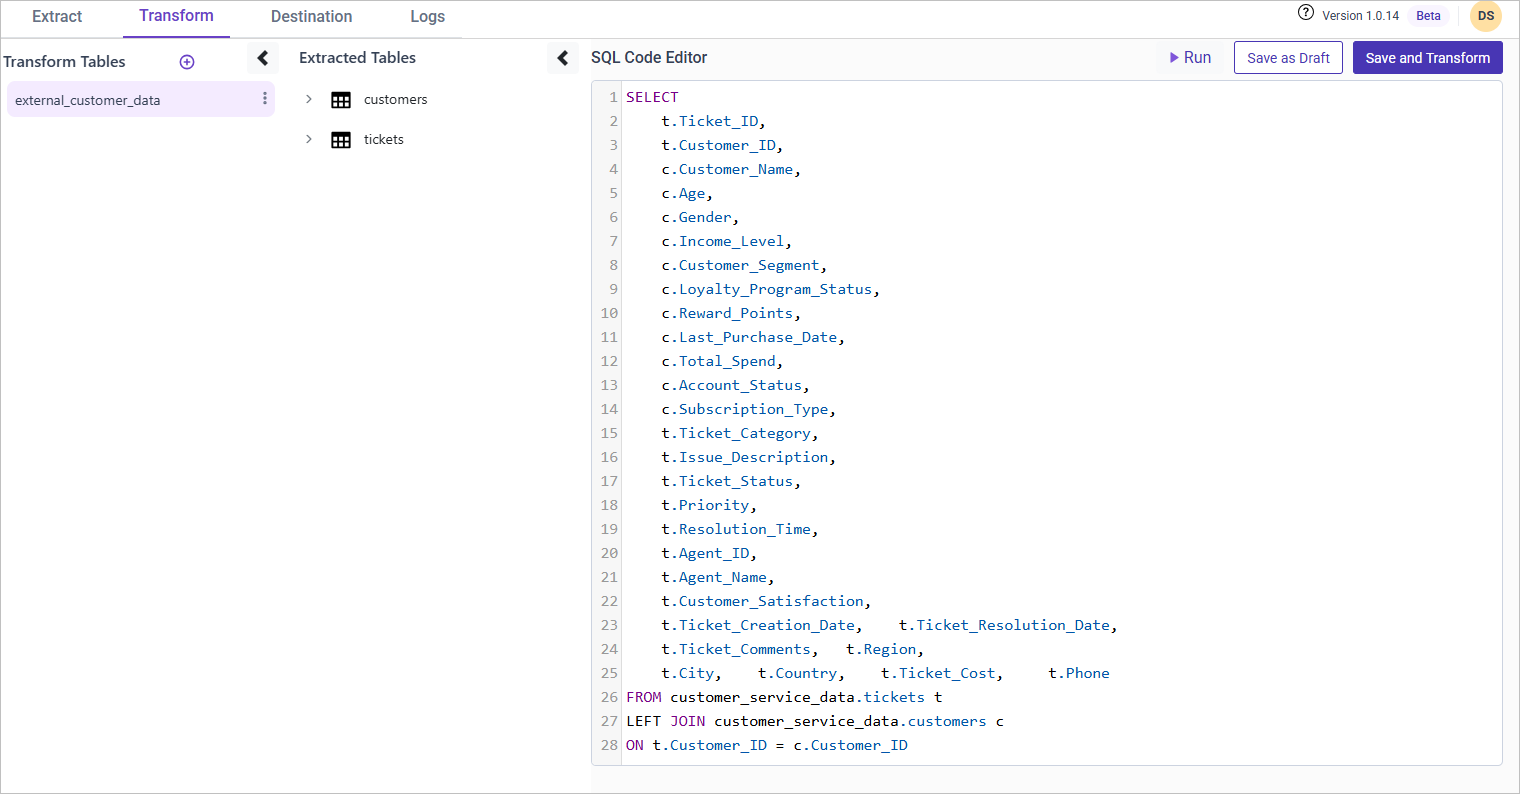 Extract Transform Destination Logs ? Version 1.0.14 Beta DS
Transform Tables Extracted Tables SQL Code Editor Run Save as Draft Save and Transform
external_customer_data
customers
tickets
1 SELECT
2 t.Ticket_ID,
3 t.Customer_ID,
4 c.Customer_Name,
5 c.Age,
6 c.Gender,
7 c.Income_Level,
8 c.Customer_Segment,
9 c.Loyalty_Program_Status,
10 c.Reward_Points,
11 c.Last_Purchase_Date,
12 c.Total_Spend,
13 c.Account_Status,
14 c.Subscription_Type,
15 t.Ticket_Category,
16 t.Issue_Description,
17 t.Ticket_Status,
18 t.Priority,
19 t.Resolution_Time,
20 t.Agent_ID,
21 t.Agent_Name,
22 t.Customer_Satisfaction,
23 t.Ticket_Creation_Date, t.Ticket_Resolution_Date,
24 t.Ticket_Comments, t.Region,
25 t.City, t.Country, t.Ticket_Cost, t.Phone
26 FROM customer_service_data.tickets t
27 LEFT JOIN customer_service_data.customers c
28 ON t.Customer_ID = c.Customer_ID